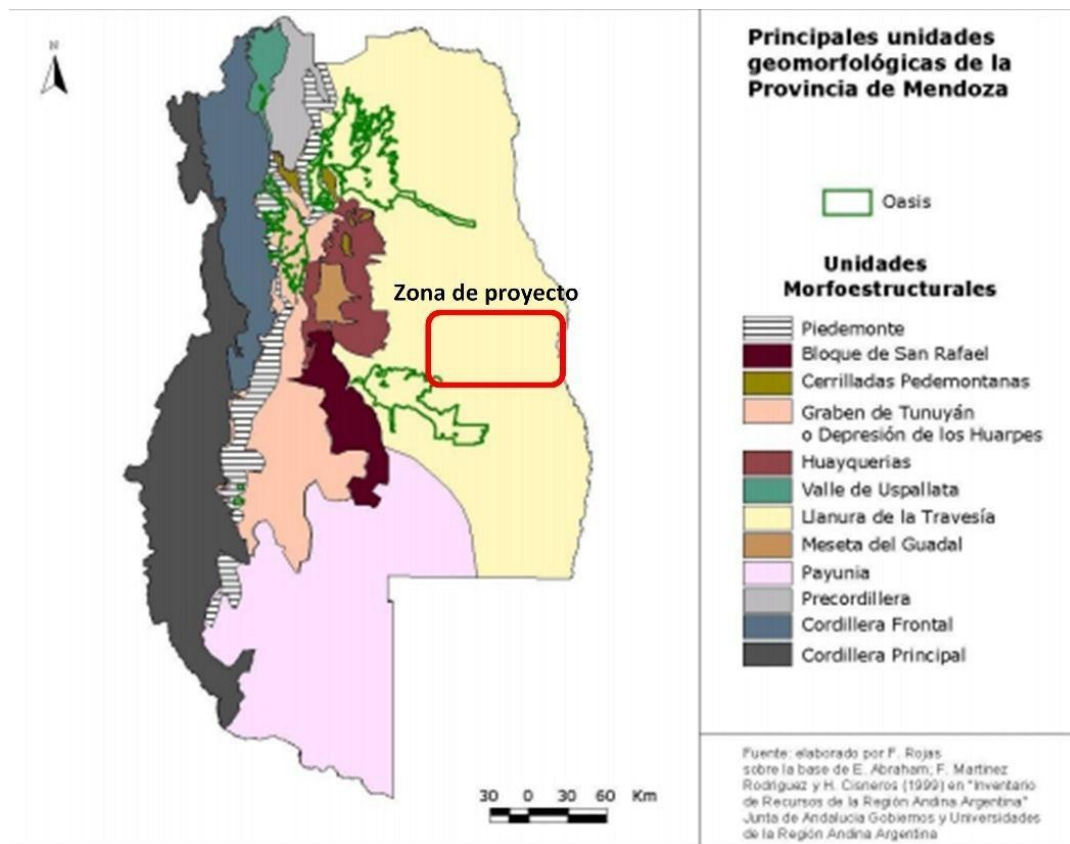 N
Zona de proyecto
30 0 30 60 Km
Principales unidades
geomorfológicas de la
Provincia de Mendoza
Oasis
Unidades
Morfoestructurales
Piedemonte
Bloque de San Rafael
Cerrilladas Pedemontanas
Graben de Tunuyán
o Depresión de los Huarpes
Huayquerias
Valle de Uspallata
Llanura de la Travesía
Meseta del Guadal
Payunia
Precordillera
Cordillera Frontal
Cordillera Principal
Fuente: elaborado por F. Rojas
sobre la base de E. Abraham; F. Martinez
Rodriguez y H. Cisneros (1999) en "Inventario
de Recursos de la Región Andina Argentina"
Junta de Andalucia Gobiernos y Universidades
de la Región Andina Argentina